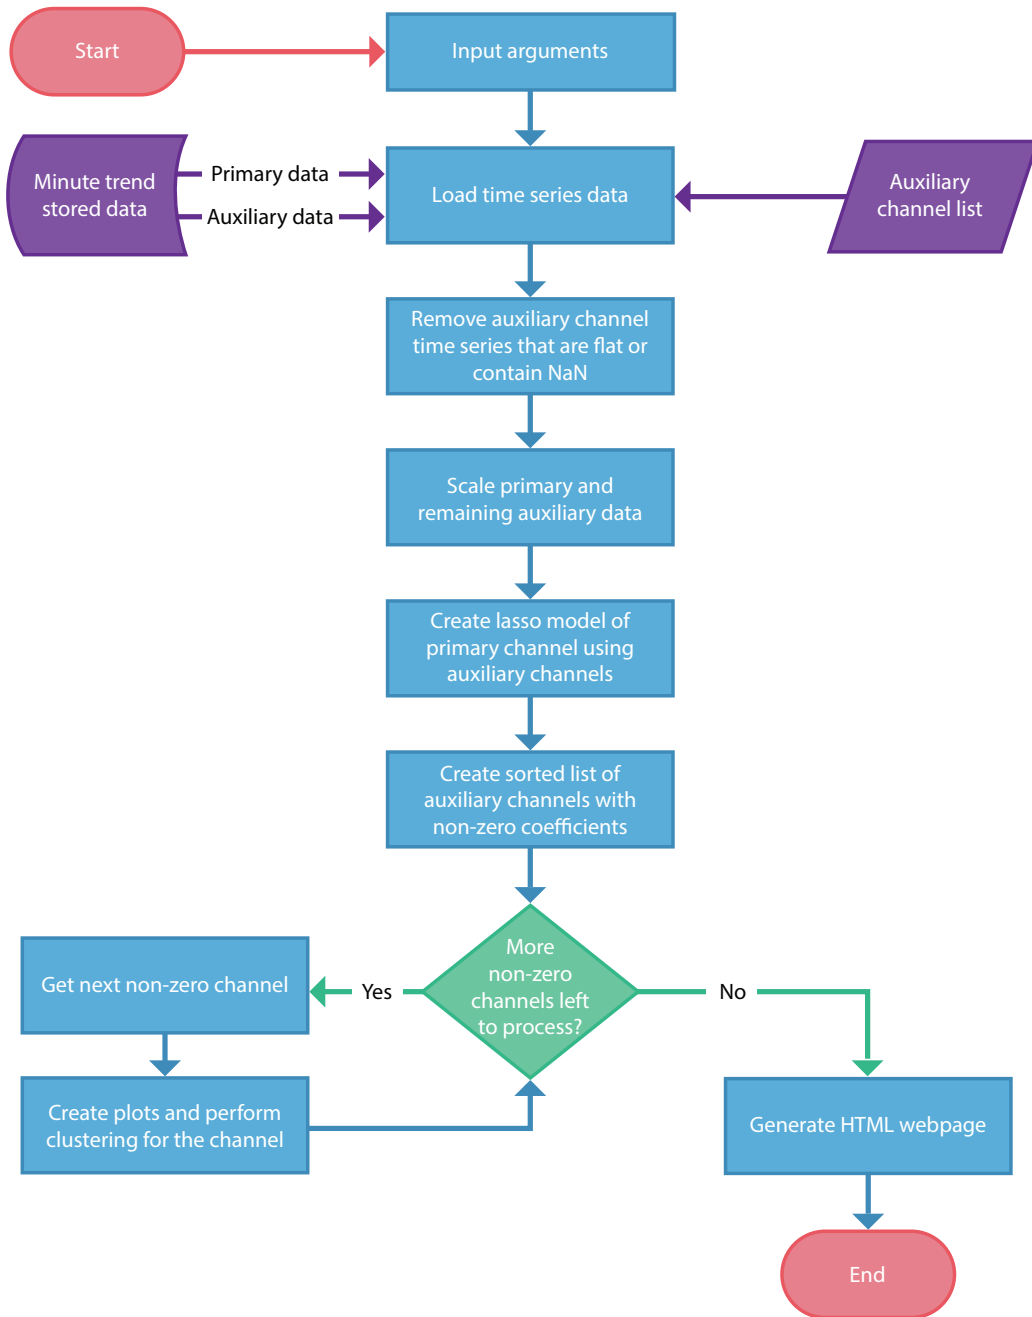 Start
Input arguments
Minute trend
stored data
Primary data
Auxiliary data
Load time series data
Auxiliary
channel list
Remove auxiliary channel
time series that are flat or
contain NaN
Scale primary and
remaining auxiliary data
Create lasso model of
primary channel using
auxiliary channels
Create sorted list of
auxiliary channels with
non-zero coefficients
More
non-zero
channels left
to process?
Yes
No
Get next non-zero channel
Create plots and perform
clustering for the channel
Generate HTML webpage
End